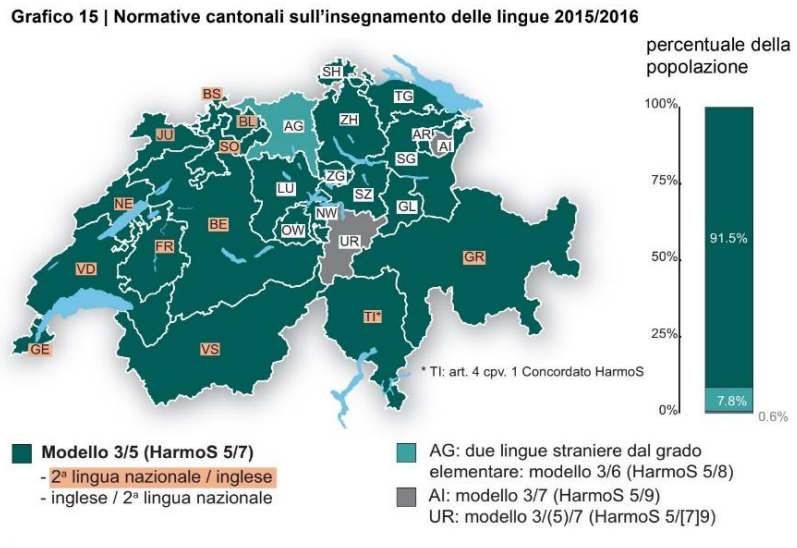 Grafico 15 | Normative cantonali sull'insegnamento delle lingue 2015/2016
percentuale della
popolazione
SH
BS
TG
BL
AG
ZH
JU
AR
AI
SO
SG
ZG
LU
SZ
NE
NW
GL
BE
OW
UR
FR
GR
VD
TI*
GE
VS
100%
75%
50%
25%
0%
91.5%
7.8%
0.6%
* TI: art. 4 cpv. 1 Concordato HarmoS
Modello 3/5 (HarmoS 5/7)
- 2ª lingua nazionale / inglese
- inglese / 2ª lingua nazionale
AG: due lingue straniere dal grado
elementare: modello 3/6 (HarmoS 5/8)
AI: modello 3/7 (HarmoS 5/9)
UR: modello 3/(5)/7 (HarmoS 5/[7]9)